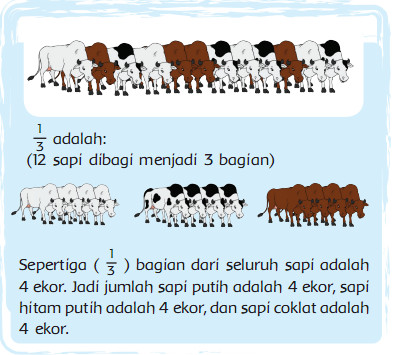 1/3 adalah:
(12 sapi dibagi menjadi 3 bagian)
Sepertiga ( 1/3 ) bagian dari seluruh sapi adalah
4 ekor. Jadi jumlah sapi putih adalah 4 ekor, sapi
hitam putih adalah 4 ekor, dan sapi coklat adalah
4 ekor.